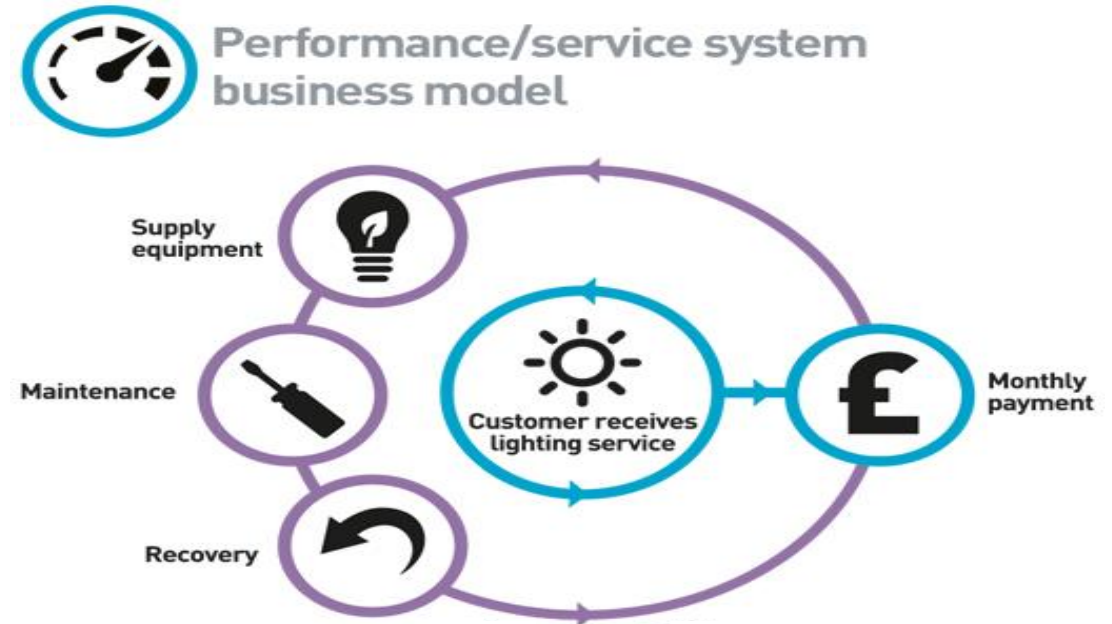 Performance/service system
business model
Supply
equipment
Maintenance
Customer receives
lighting service
£
Monthly
payment
Recovery